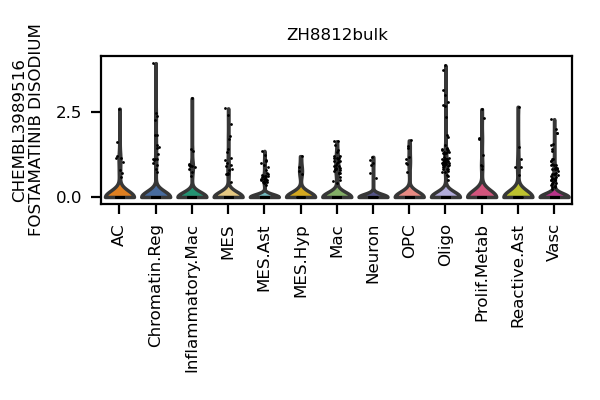 ZH8812bulk
CHEMBL3989516
FOSTAMATINIB DISODIUM
2.5
0.0
AC
Chromatin.Reg
Inflammatory.Mac
MES
MES.Ast
MES.Hyp
Mac
Neuron
OPC
Oligo
Prolif.Metab
Reactive.Ast
Vasc